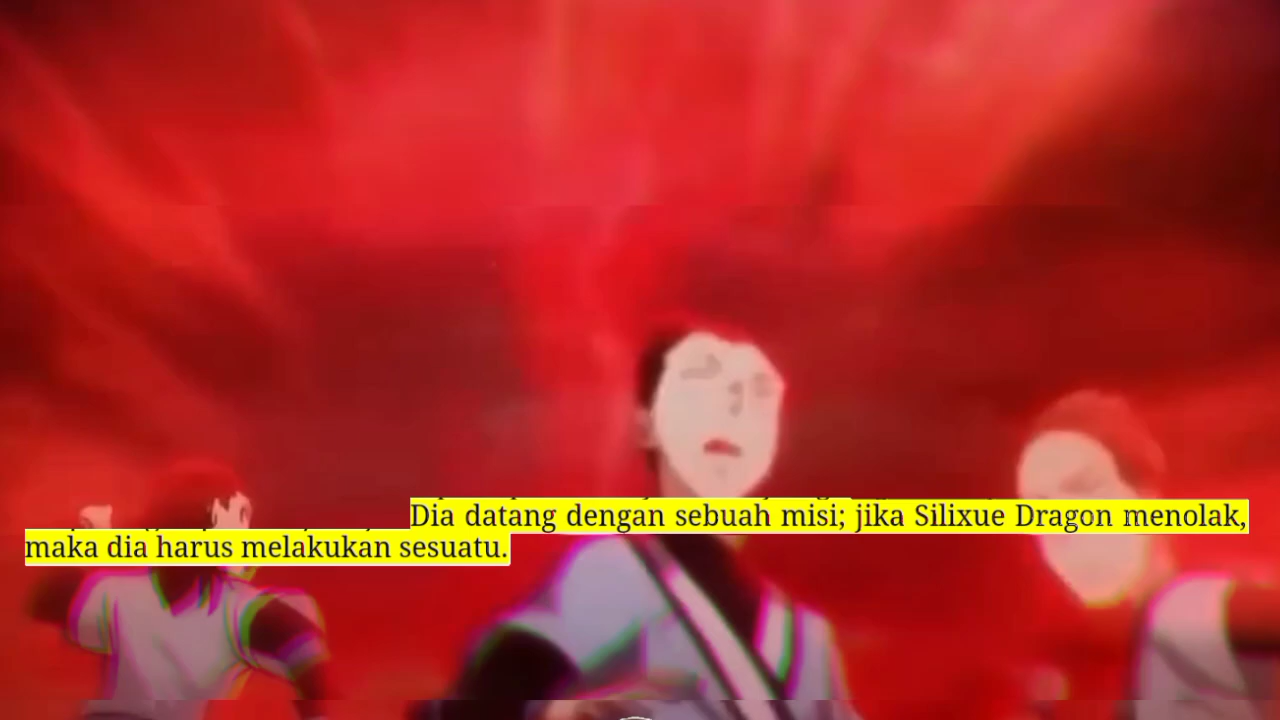 Dia datang dengan sebuah misi; jika Silixue Dragon menolak,
maka dia harus melakukan sesuatu.